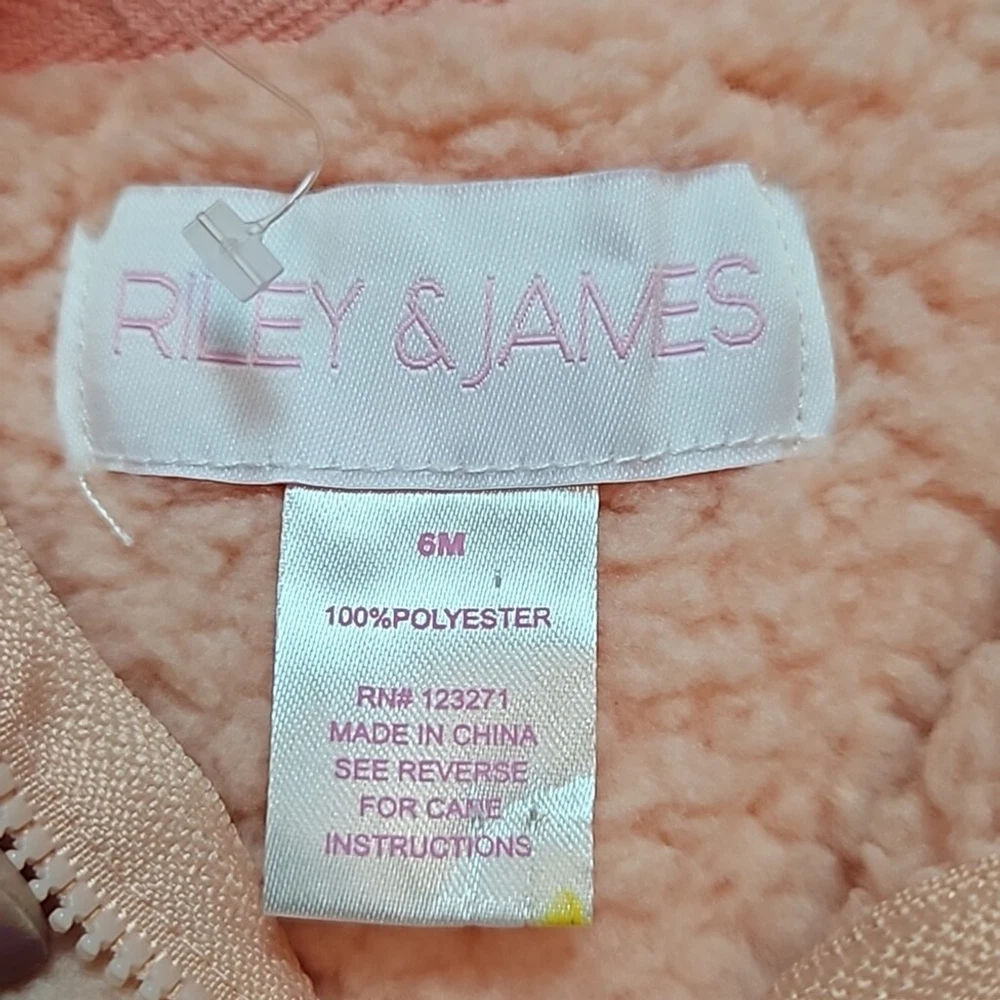 RILEY & JAMES
6M
100%POLYESTER
RN# 123271
MADE IN CHINA
SEE REVERSE
FOR CARE
INSTRUCTIONS